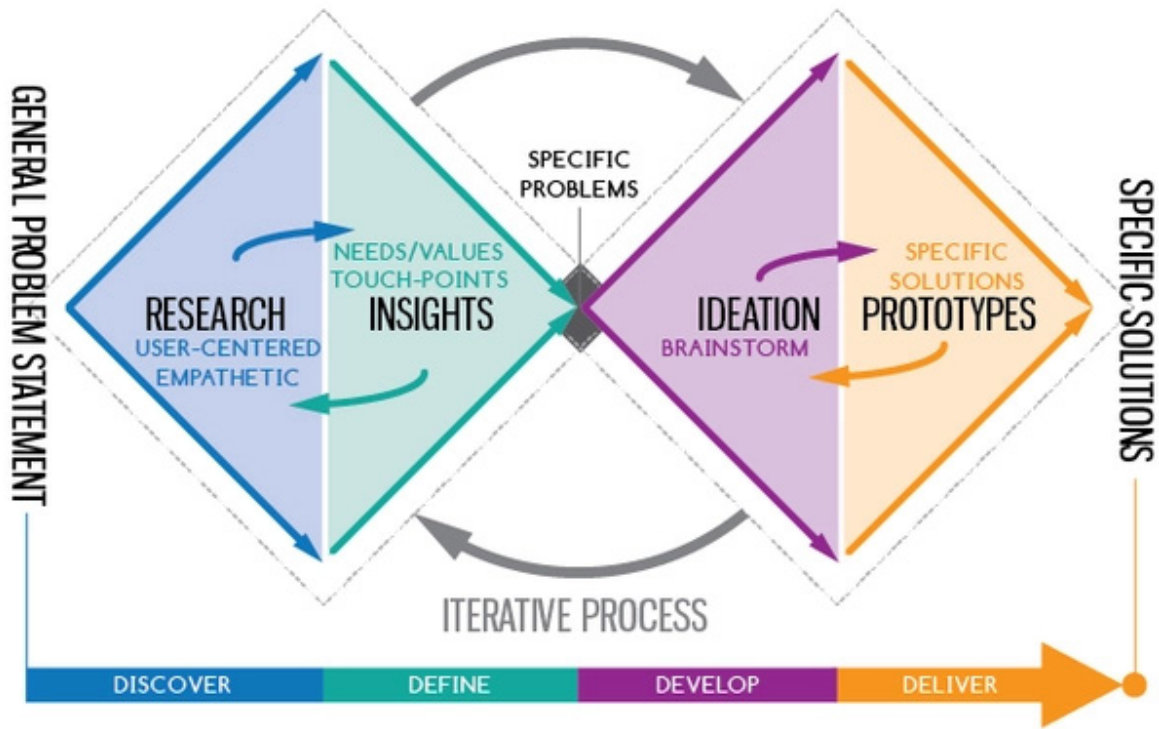 GENERAL PROBLEM STATEMENT
SPECIFIC
PROBLEMS
NEEDS/VALUES
TOUCH-POINTS
RESEARCH
INSIGHTS
USER-CENTERED
EMPATHETIC
IDEATION
BRAINSTORM
SPECIFIC
SOLUTIONS
PROTOTYPES
SPECIFIC SOLUTIONS
ITERATIVE PROCESS
DISCOVER
DEFINE
DEVELOP
DELIVER